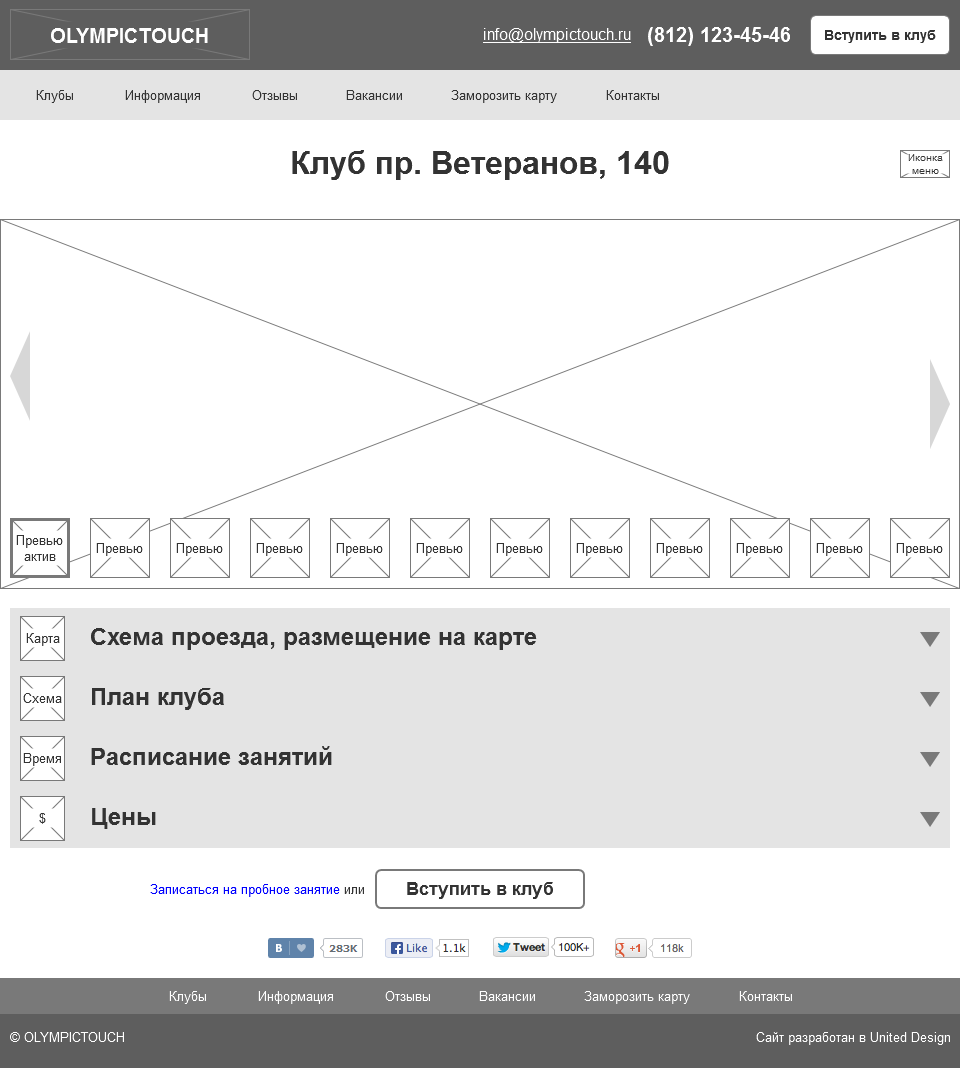 OLYMPICTOUCH
info@olympictouch.ru (812) 123-45-46 Вступить в клуб
Клубы Информация Отзывы Вакансии Заморозить карту Контакты
Клуб пр. Ветеранов, 140
Иконка
меню
Превью
актив
Превью Превью Превью Превью Превью Превью Превью Превью Превью Превью Превью
Карта Схема проезда, размещение на карте
Схема План клуба
Время Расписание занятий
$ Цены
Записаться на пробное занятие или Вступить в клуб
В 283K Like 1.1k Tweet 100K+ g +1 118k
Клубы Информация Отзывы Вакансии Заморозить карту Контакты
© OLYMPICTOUCH Сайт разработан в United Design